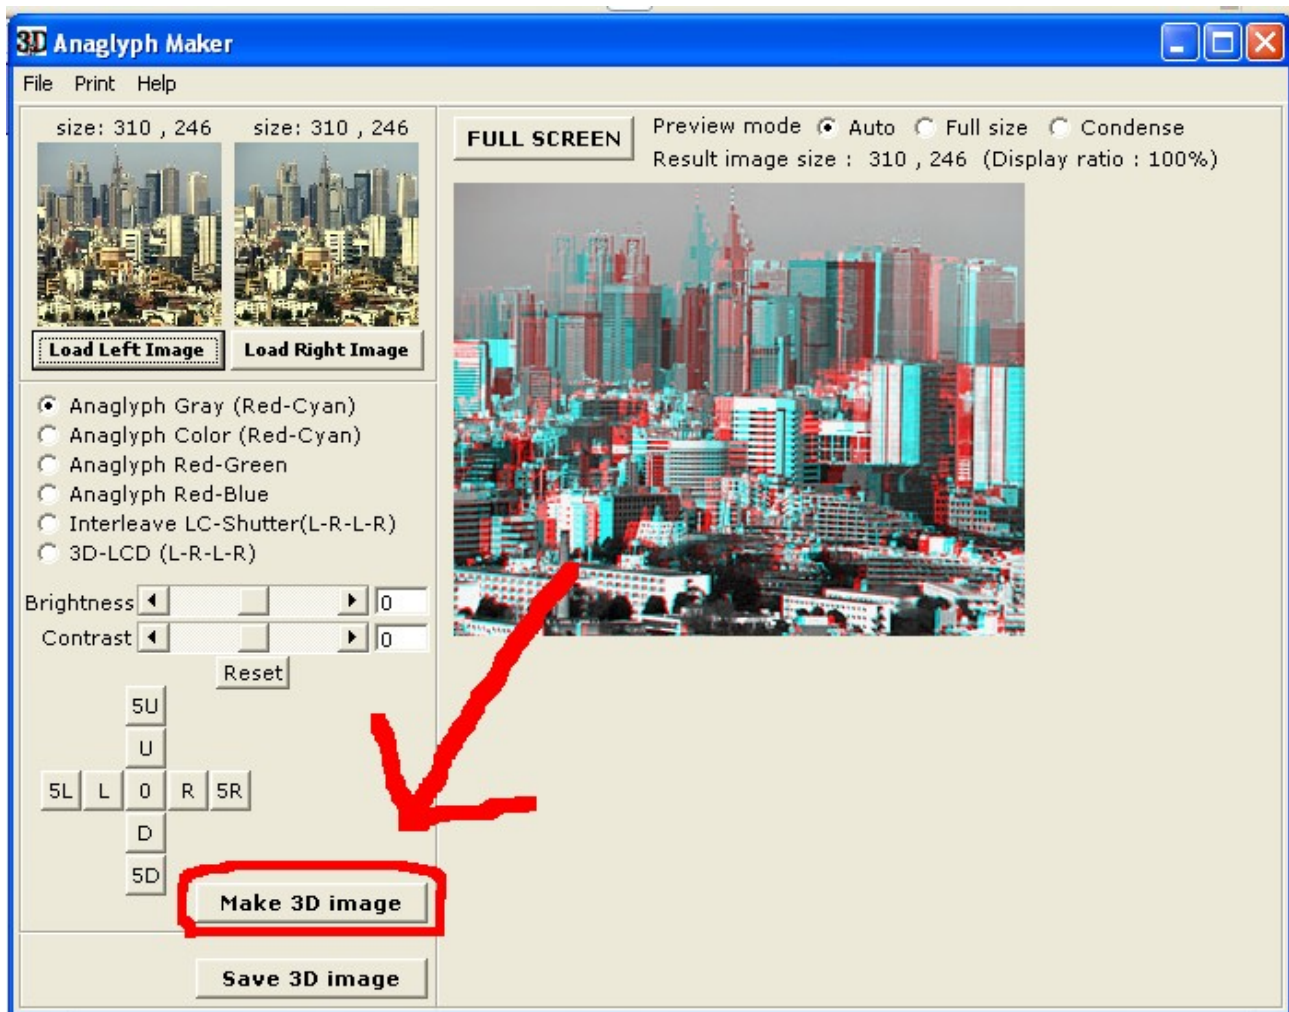 3D Anaglyph Maker
File Print Help
size: 310 , 246 size: 310 , 246
Load Left Image Load Right Image
FULL SCREEN
Preview mode Auto Full size Condense
Result image size : 310 , 246 (Display ratio : 100%)
Anaglyph Gray (Red-Cyan)
Anaglyph Color (Red-Cyan)
Anaglyph Red-Green
Anaglyph Red-Blue
Interleave LC-Shutter(L-R-L-R)
3D-LCD (L-R-L-R)
Brightness 0
Contrast 0
Reset
5U
U
5L L 0 R 5R
D
5D
Make 3D image
Save 3D image